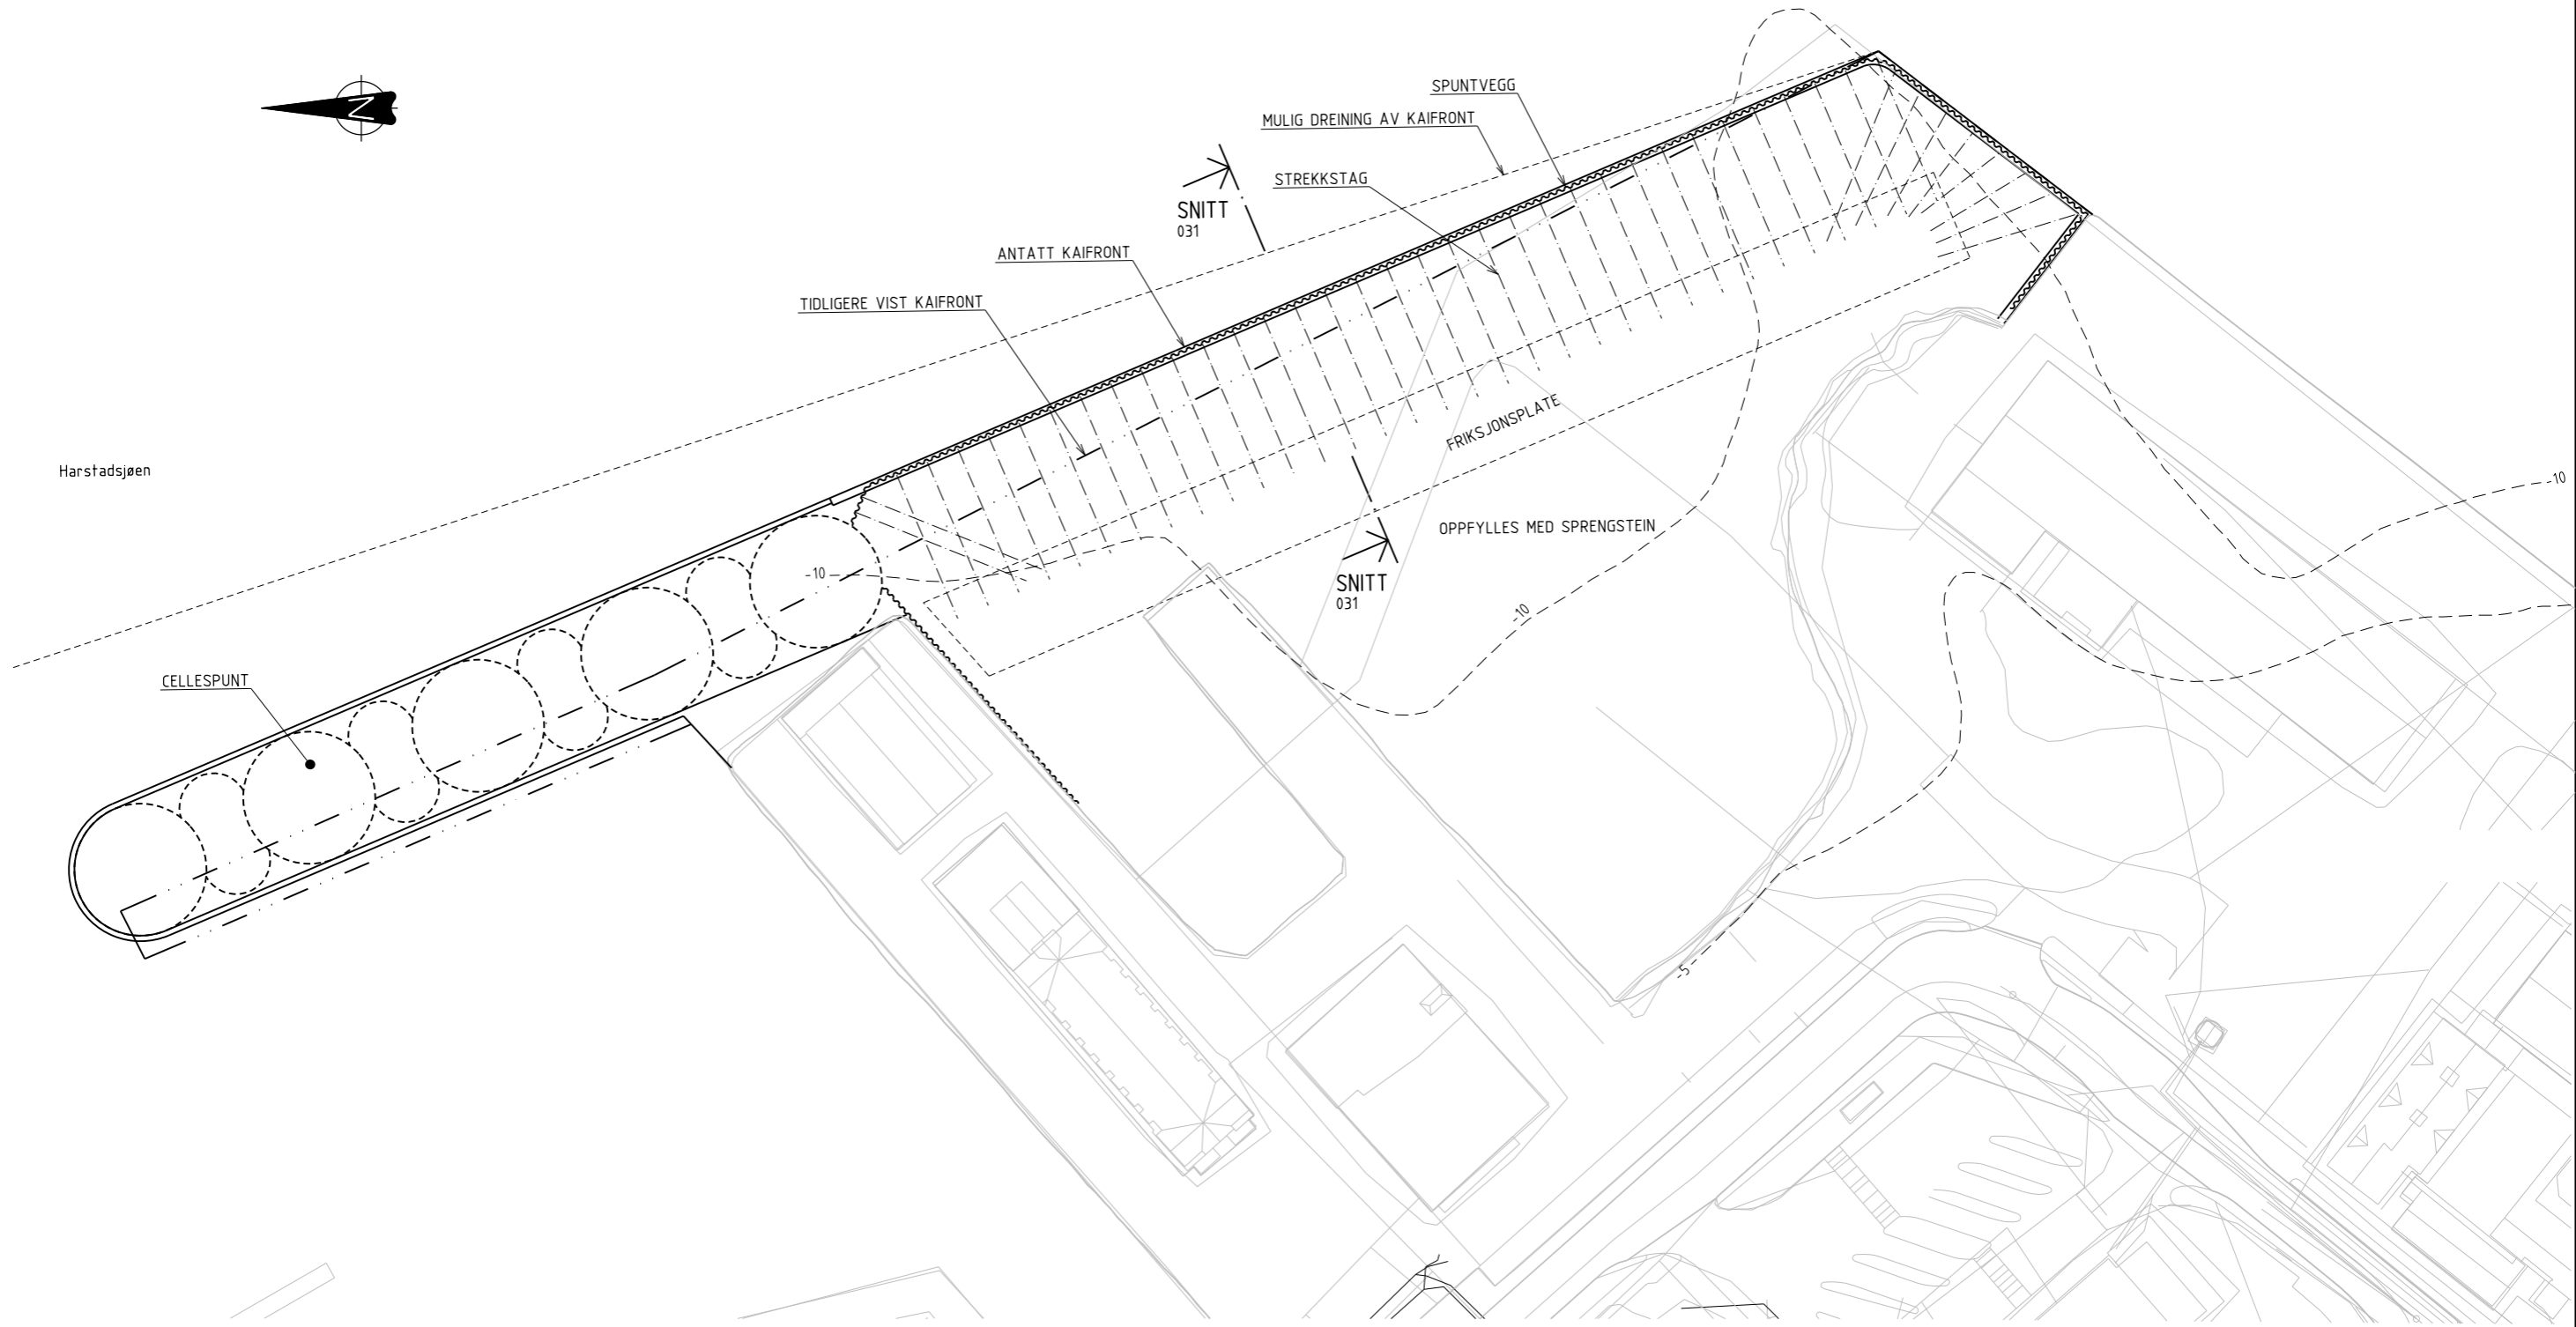 N
SPUNTVEGG
MULIG DREINING AV KAIFRONT
STREKKSTAG
SNITT
031
ANTATT KAIFRONT
TIDLIGERE VIST KAIFRONT
FRIKSJONSPLATE
Harstadsjøen
-10
OPPFYLLES MED SPRENGSTEIN
-10
SNITT
031
-10
CELLESPUNT
-5